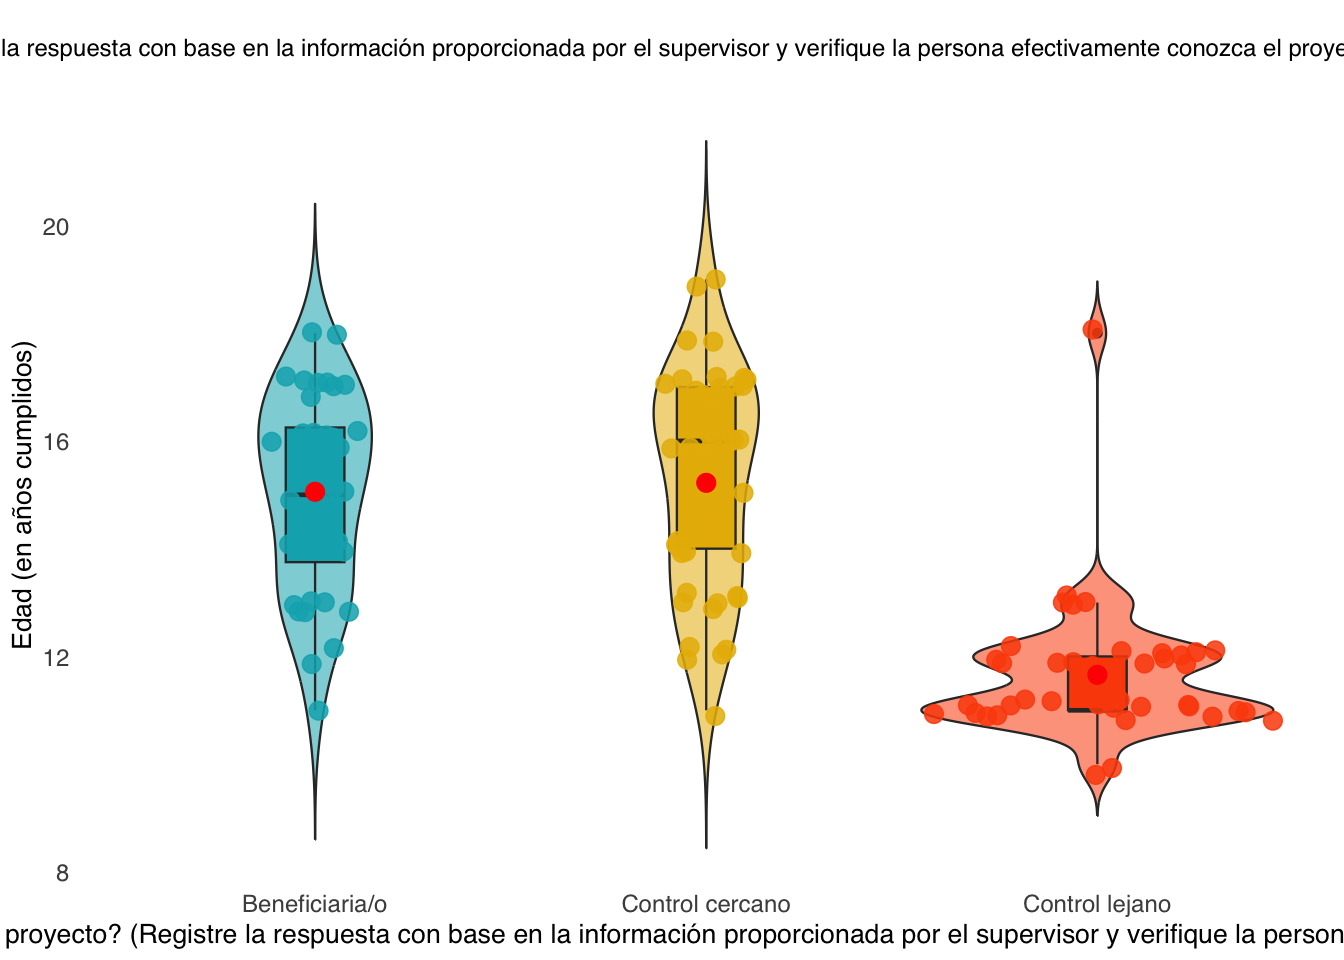 la respuesta con base en la información proporcionada por el supervisor y verifique la persona efectivamente conozca el proye
Edad (en años cumplidos)
20
16
12
8
Beneficiaria/o Control cercano Control lejano
proyecto? (Registre la respuesta con base en la información proporcionada por el supervisor y verifique la person